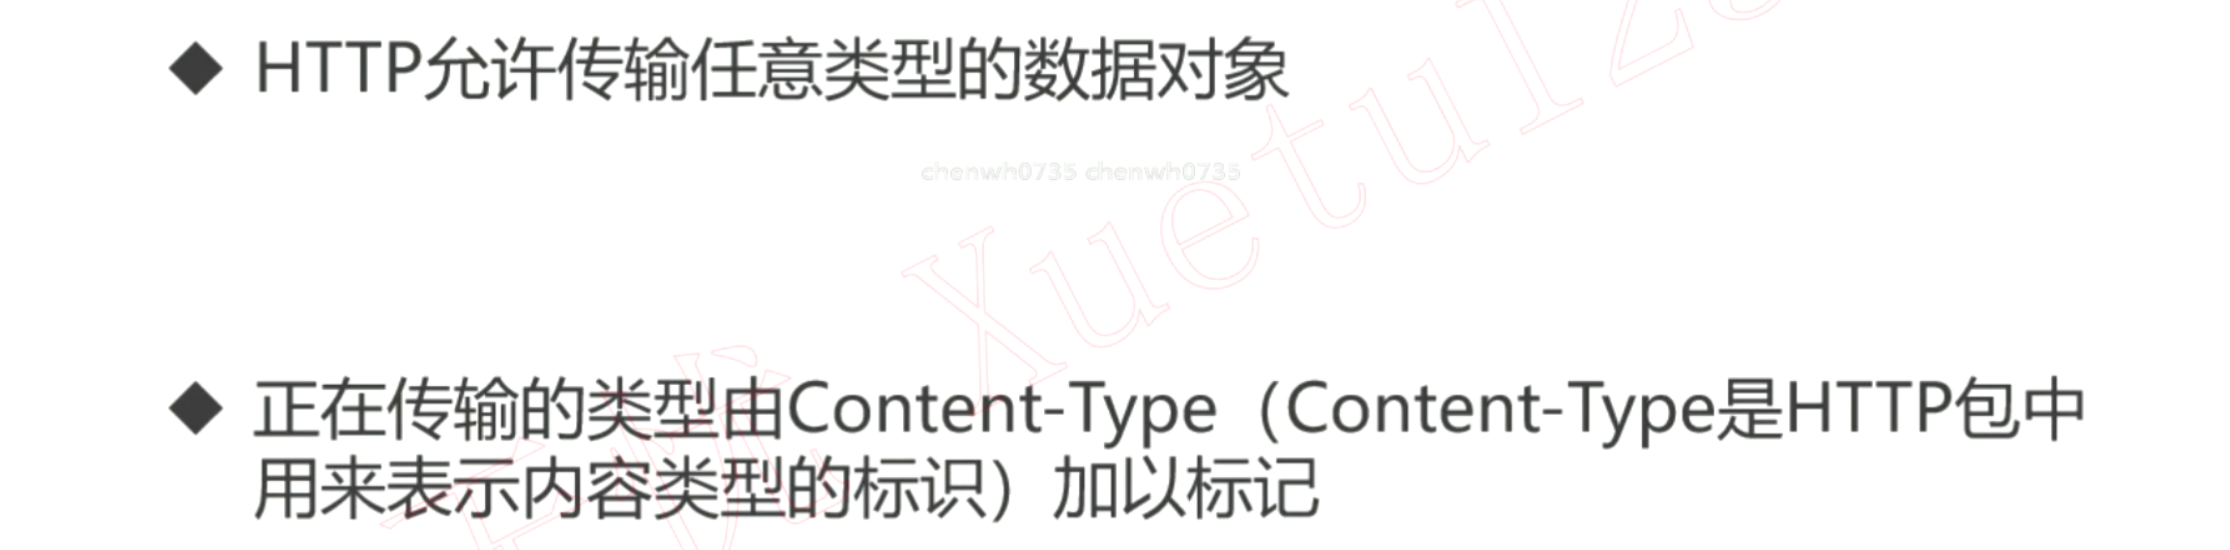 ◆ HTTP允许传输任意类型的数据对象
chenwh0735 chenwh0735
◆ 正在传输的类型由Content-Type（Content-Type是HTTP包中
用来表示内容类型的标识）加以标记